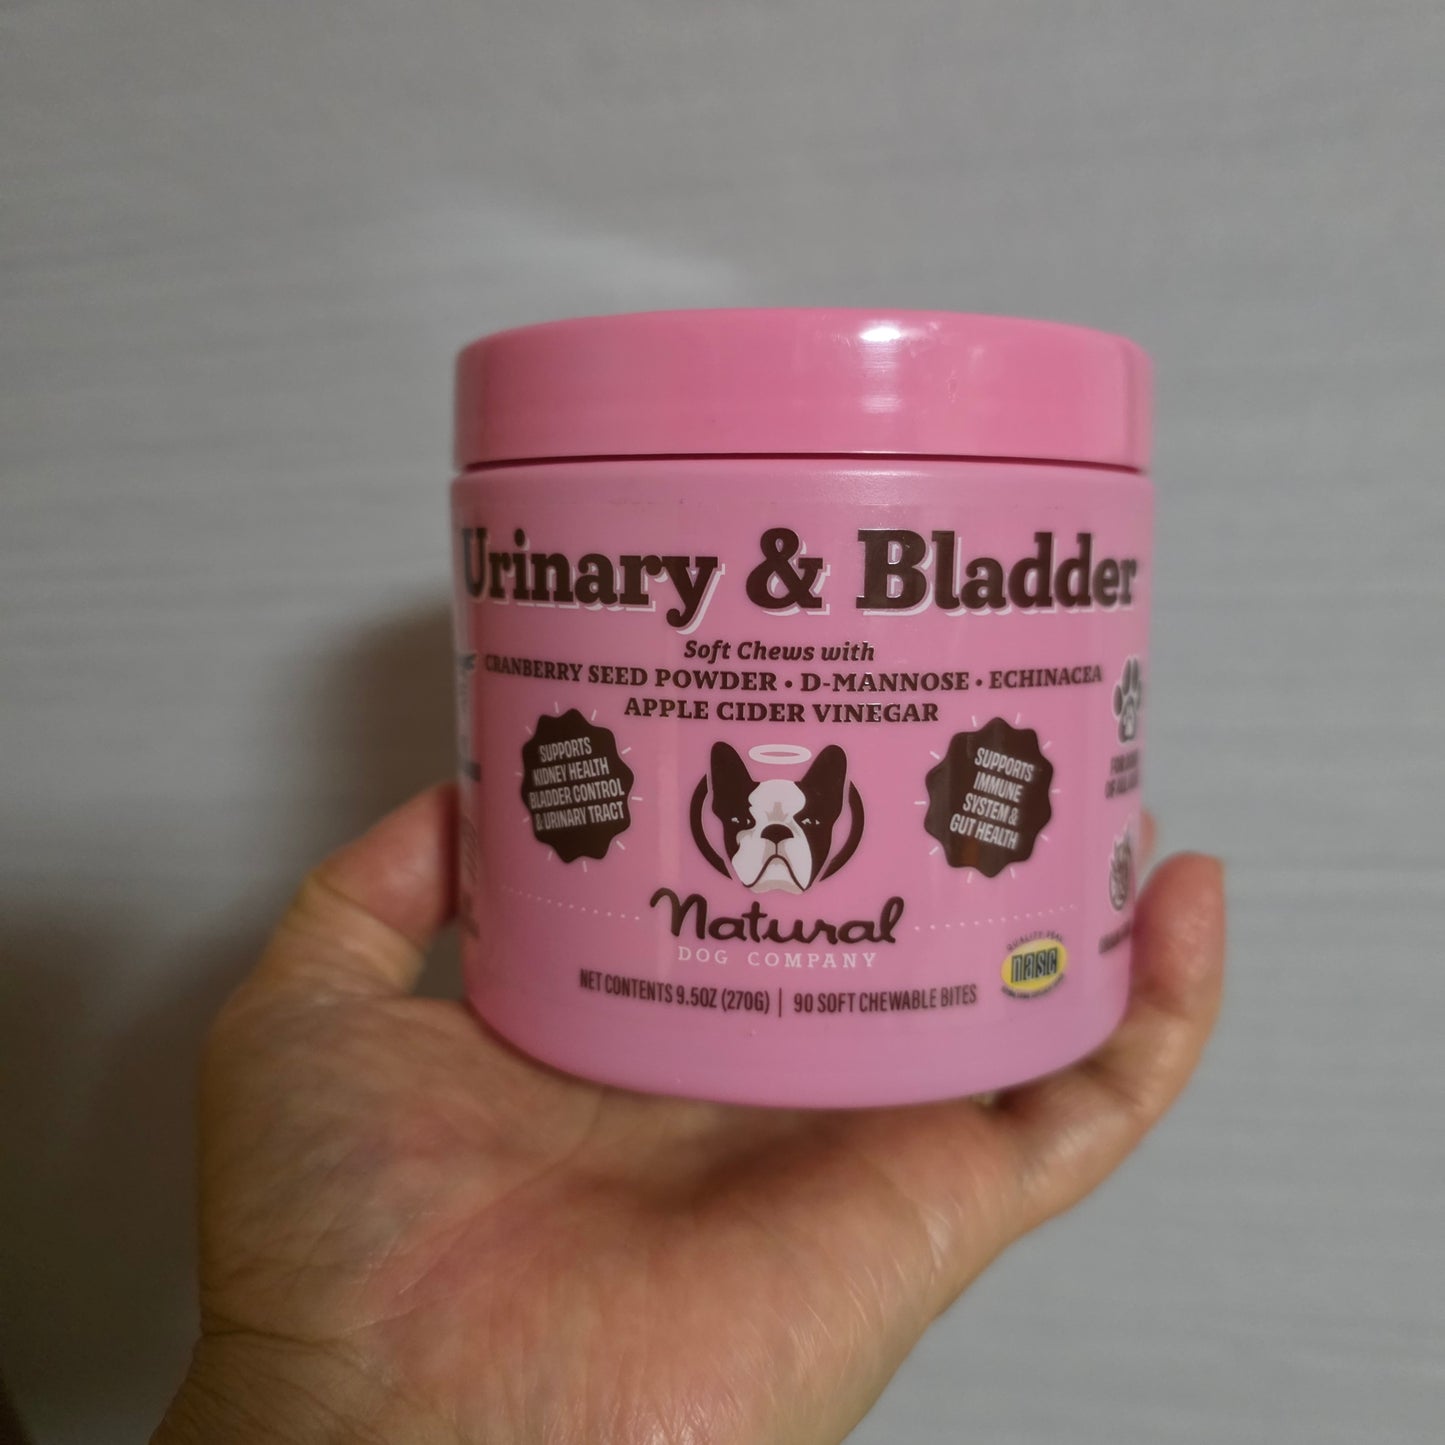 Urinary & Bladder
Soft Chews with
CRANBERRY SEED POWDER • D-MANNOSE • ECHINACEA
APPLE CIDER VINEGAR
SUPPORTS
KIDNEY HEALTH
BLADDER CONTROL
& URINARY TRACT
SUPPORTS
IMMUNE
SYSTEM &
GUT HEALTH
Natural
DOG COMPANY
QUALITY SEAL
nasc
NET CONTENTS 9.5OZ (270G) | 90 SOFT CHEWABLE BITES